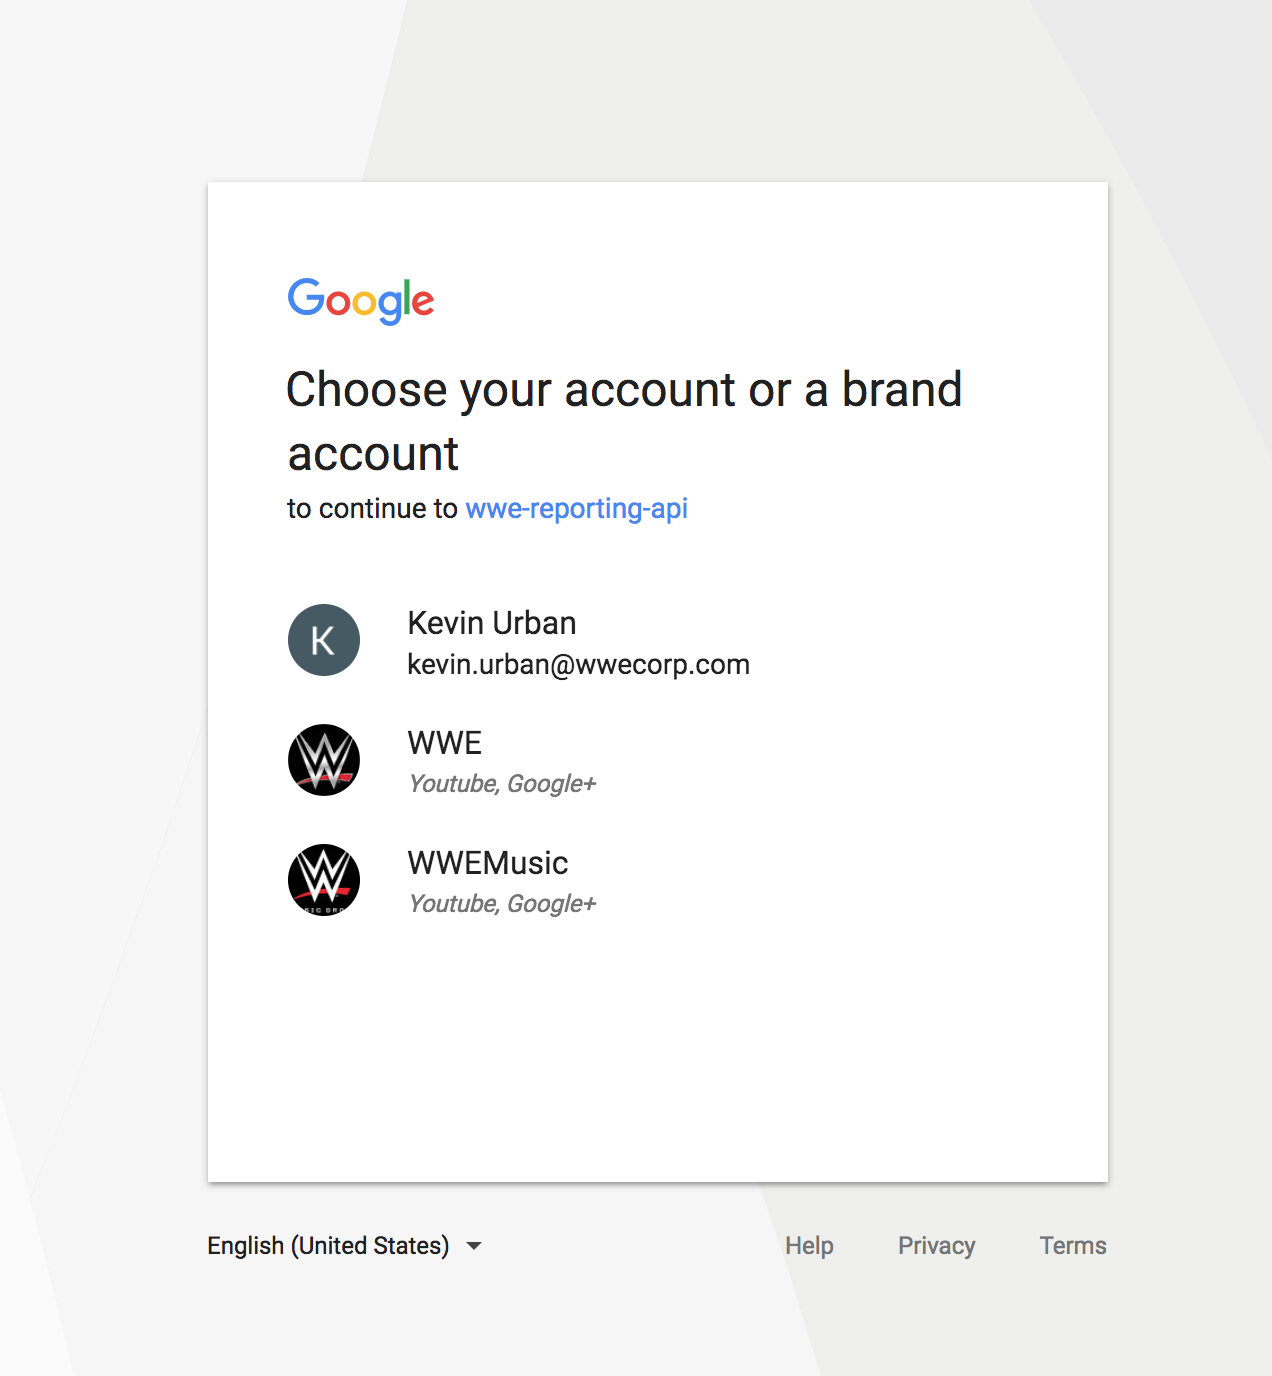 Google
Choose your account or a brand
account
to continue to wwe-reporting-api
K
Kevin Urban
kevin.urban@wwecorp.com
W
WWE
Youtube, Google+
W
WWEMusic
Youtube, Google+
English (United States)
Help Privacy Terms